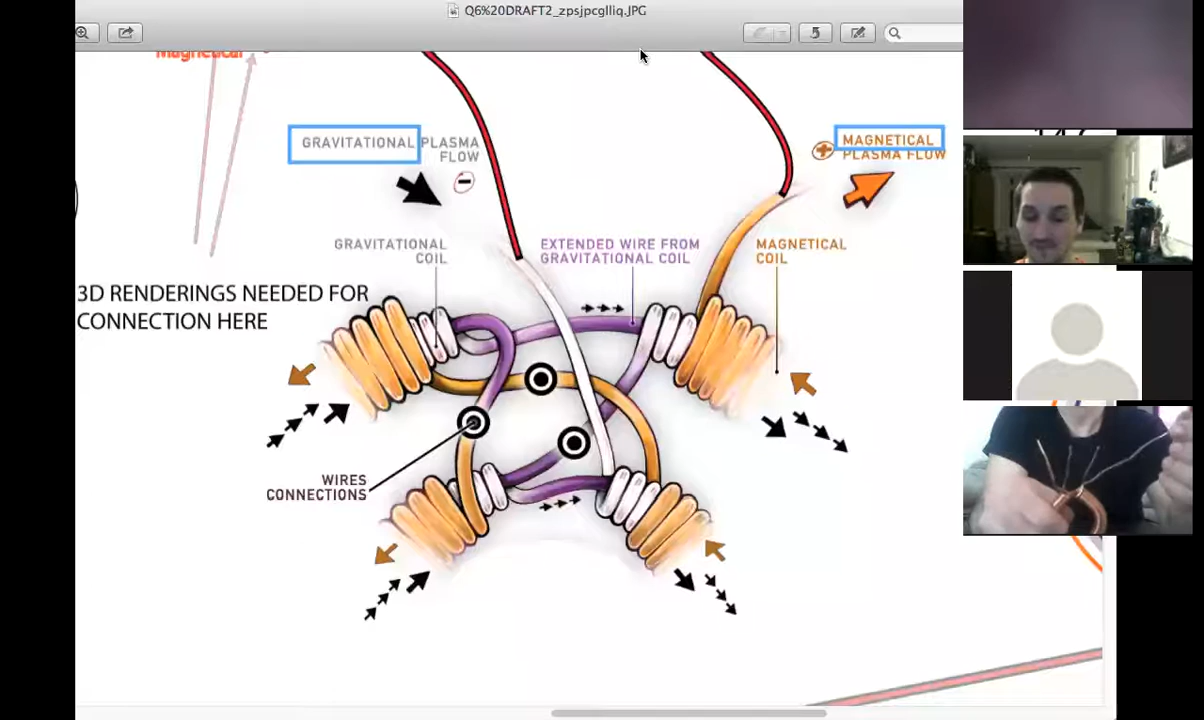 Q6%20DRAFT2_zpsjpcglliq.JPG
Magnetical
GRAVITATIONAL PLASMA
FLOW
MAGNETICAL
PLASMA FLOW
GRAVITATIONAL
COIL
EXTENDED WIRE FROM
GRAVITATIONAL COIL
MAGNETICAL
COIL
3D RENDERINGS NEEDED FOR
CONNECTION HERE
WIRES
CONNECTIONS